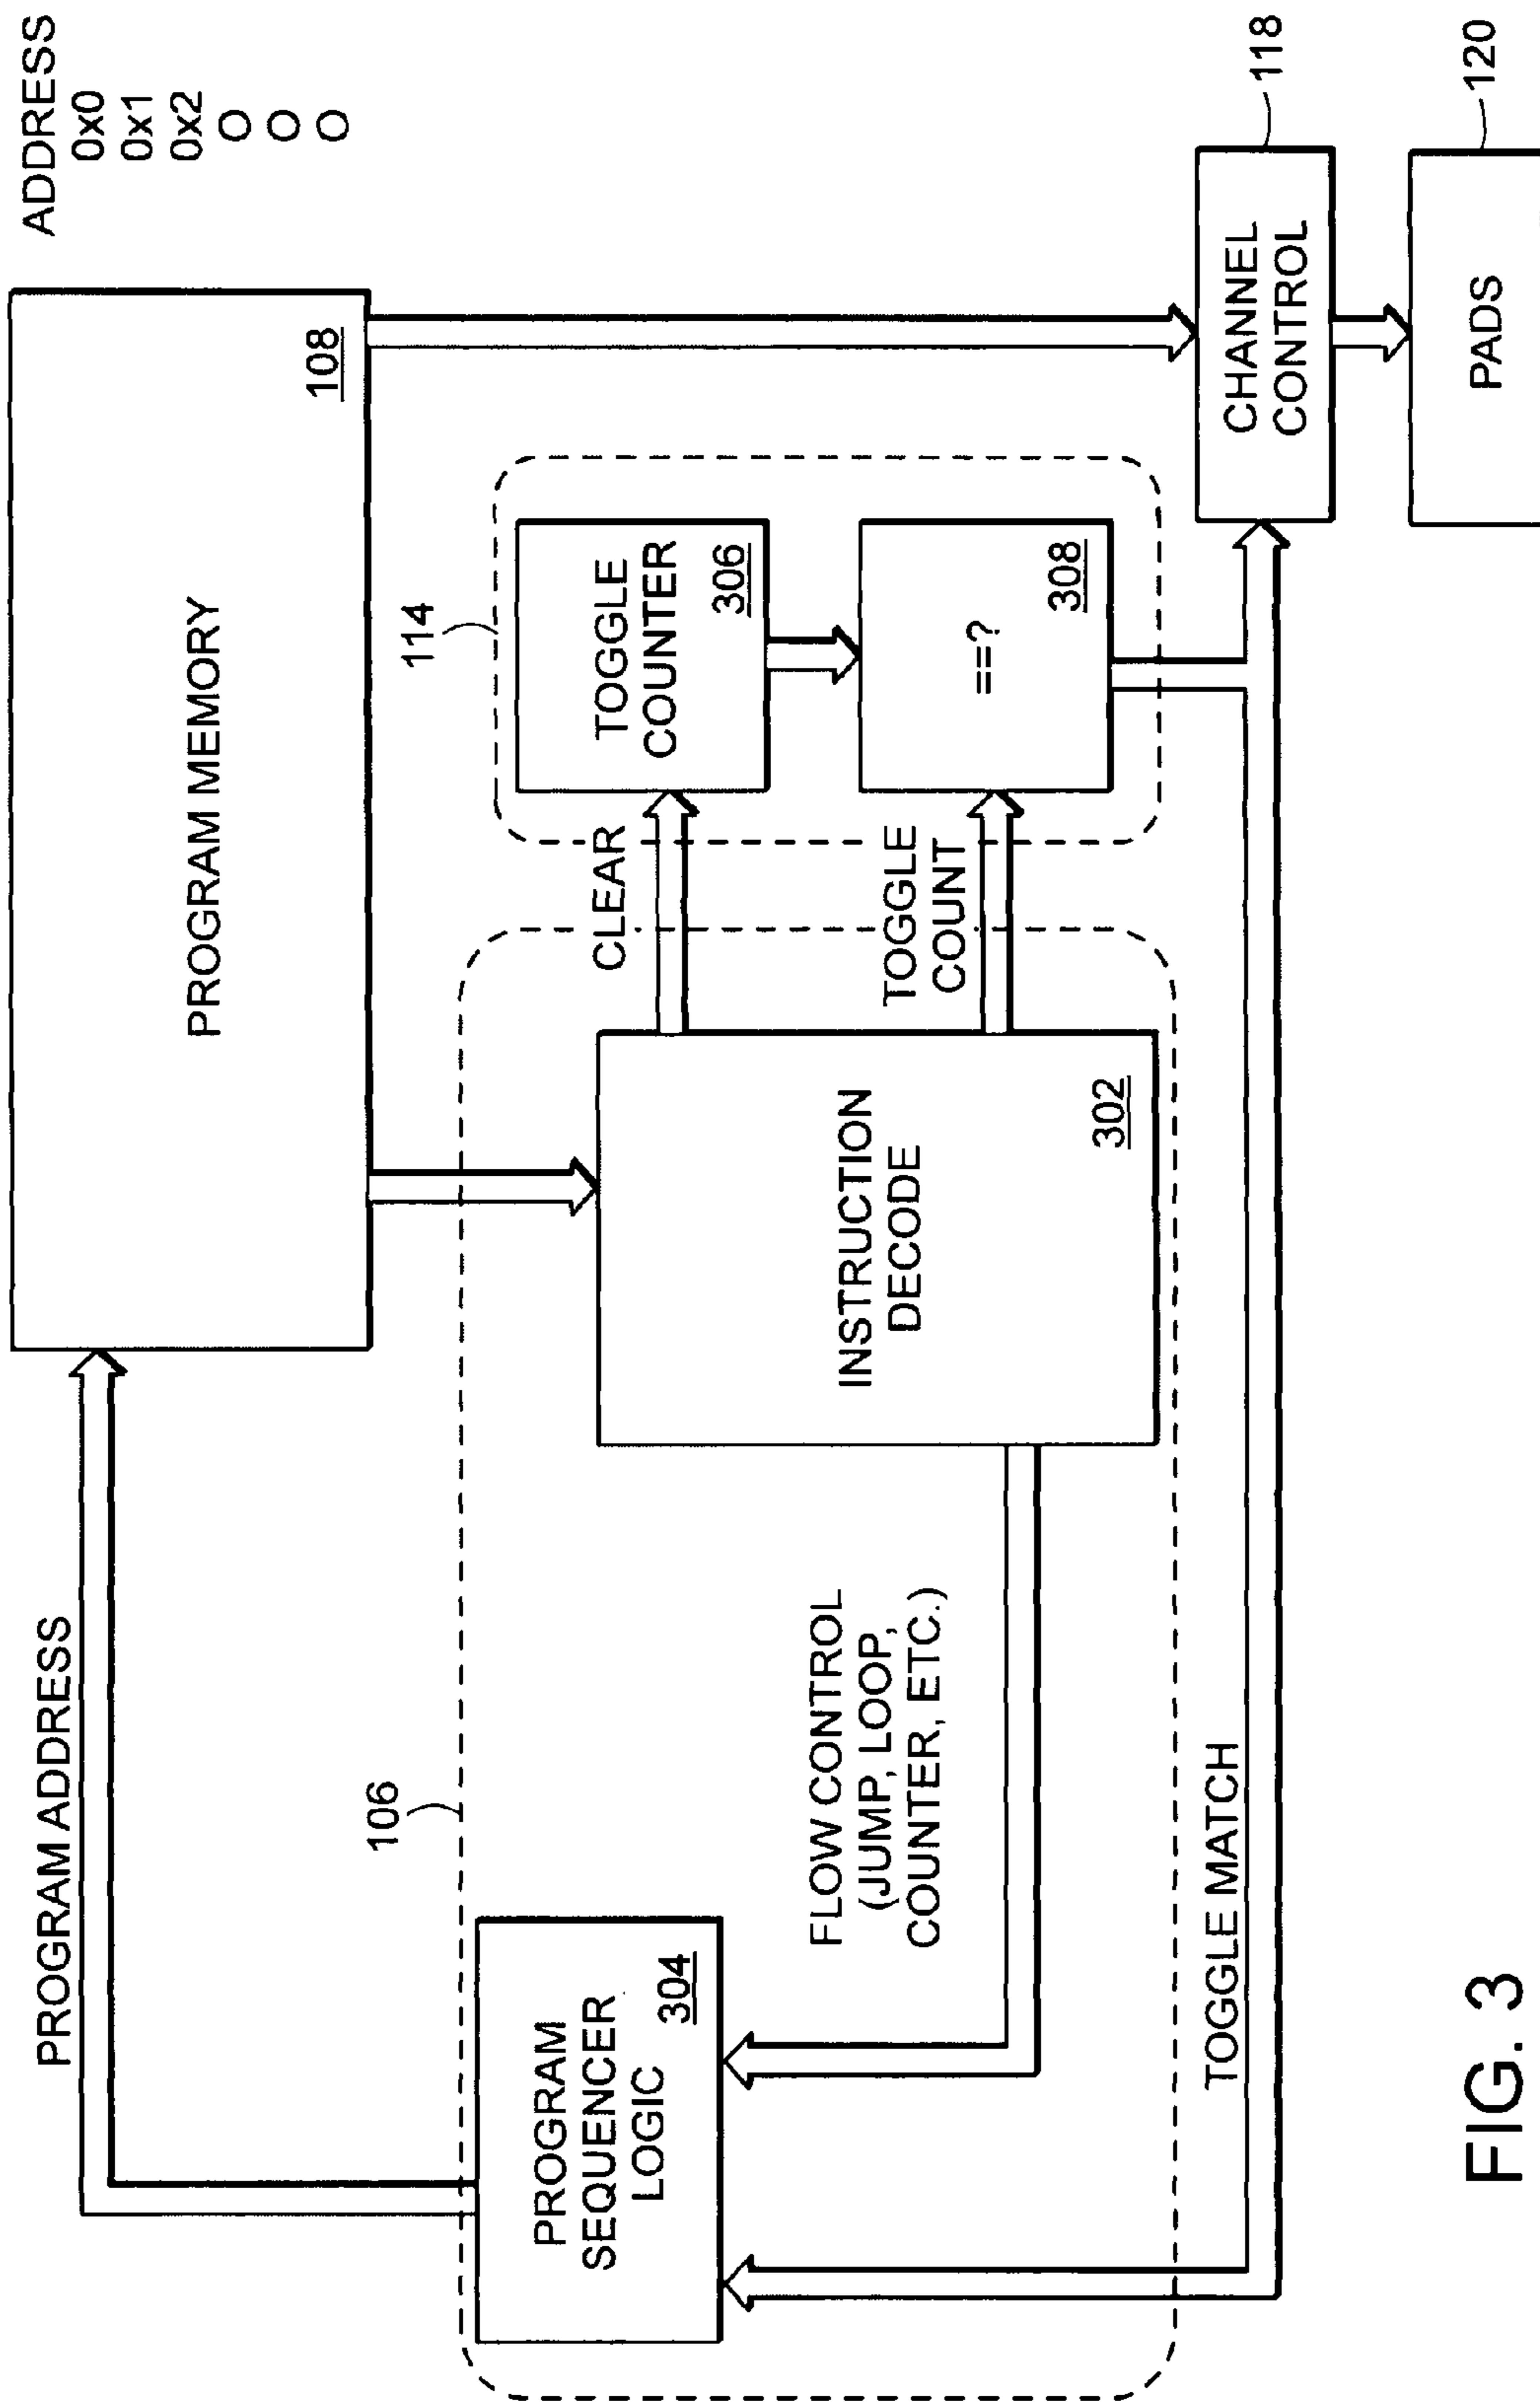 ADDRESS
0x0
0x1
0x2
O
O
O
PROGRAM ADDRESS
PROGRAM MEMORY
108
106
114
PROGRAM
SEQUENCER
LOGIC
304
FLOW CONTROL
(JUMP, LOOP,
COUNTER, ETC.)
INSTRUCTION
DECODE
302
CLEAR
TOGGLE
COUNT
TOGGLE
COUNTER
306
==?
308
TOGGLE MATCH
CHANNEL
CONTROL
118
PADS
120
FIG. 3